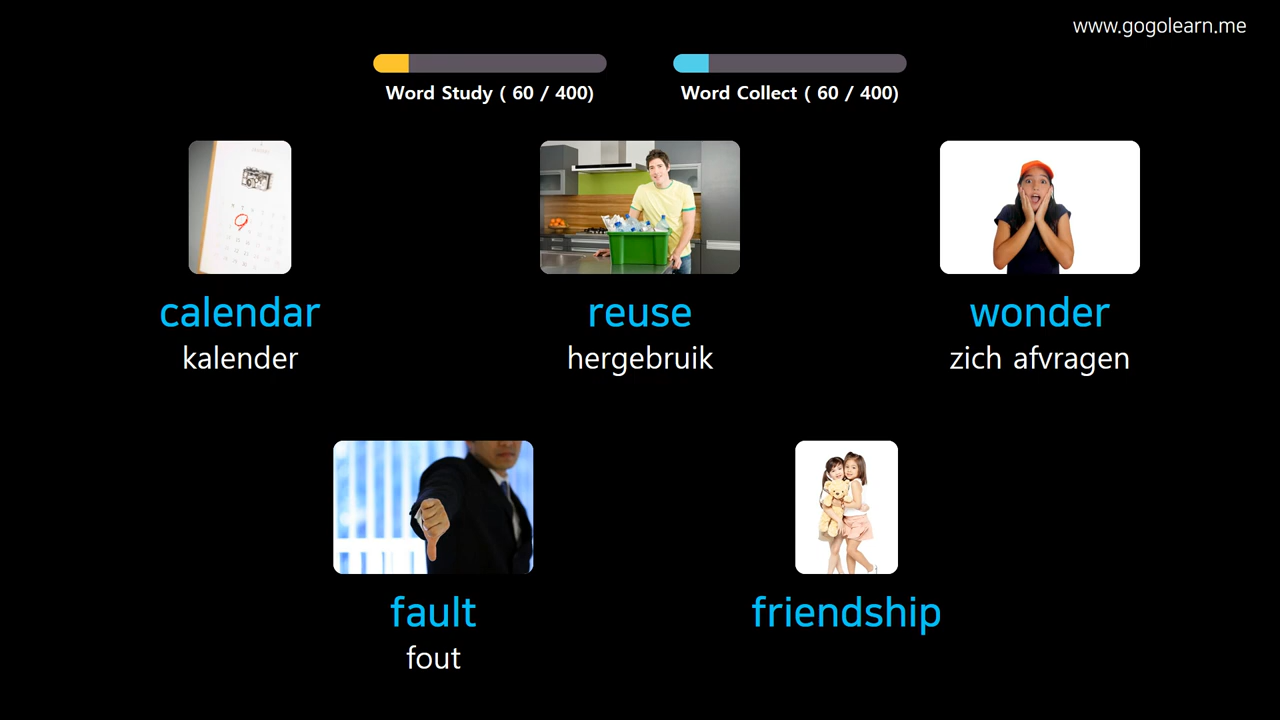 www.gogolearn.me
Word Study ( 60 / 400)
Word Collect ( 60 / 400)
calendar
kalender
reuse
hergebruik
wonder
zich afvragen
fault
fout
friendship